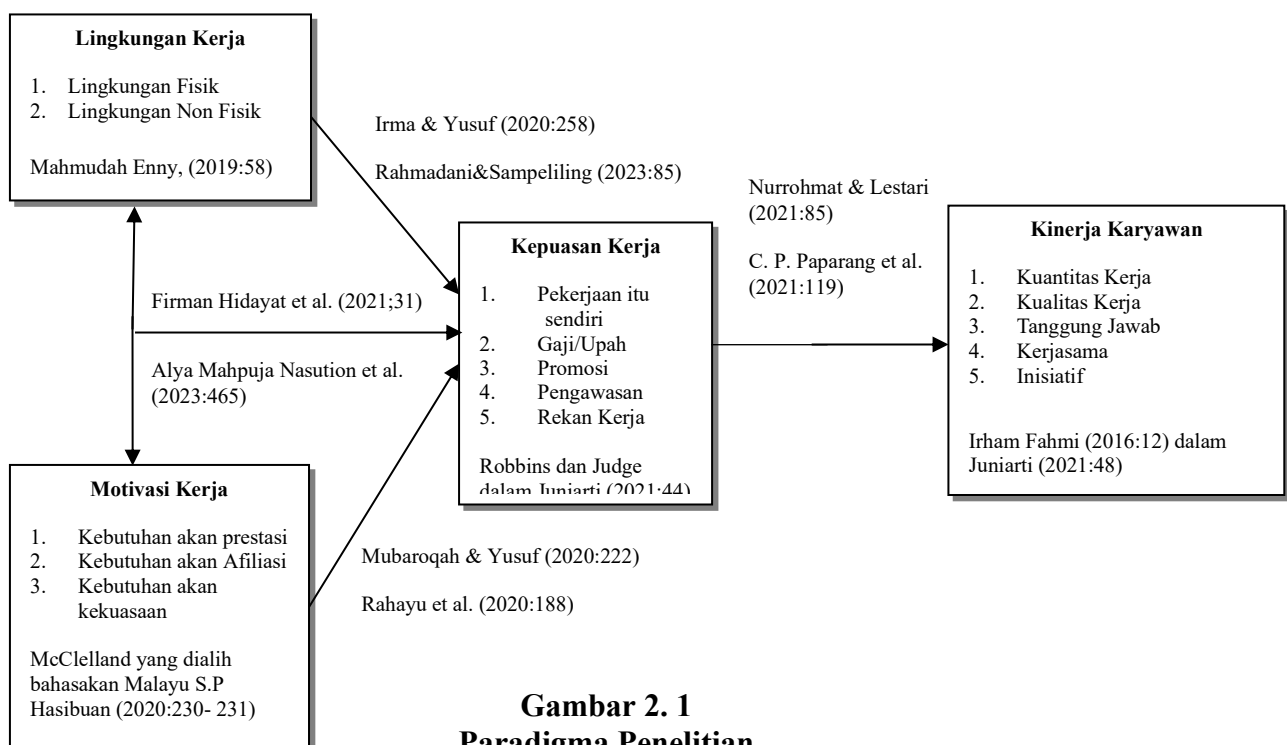 Lingkungan Kerja
1. Lingkungan Fisik
2. Lingkungan Non Fisik
Mahmudah Enny, (2019:58)
Irma & Yusuf (2020:258)
Rahmadani&Sampeliling (2023:85)
Firman Hidayat et al. (2021;31)
Alya Mahpuja Nasution et al.
(2023:465)
Motivasi Kerja
1. Kebutuhan akan prestasi
2. Kebutuhan akan Afiliasi
3. Kebutuhan akan
kekuasaan
McClelland yang dialih
bahasakan Malayu S.P
Hasibuan (2020:230- 231)
Mubaroqah & Yusuf (2020:222)
Rahayu et al. (2020:188)
Kepuasan Kerja
1. Pekerjaan itu
sendiri
2. Gaji/Upah
3. Promosi
4. Pengawasan
5. Rekan Kerja
Robbins dan Judge
dalam Juniarti (2021:44)
Nurrohmat & Lestari
(2021:85)
C. P. Paparang et al.
(2021:119)
Kinerja Karyawan
1. Kuantitas Kerja
2. Kualitas Kerja
3. Tanggung Jawab
4. Kerjasama
5. Inisiatif
Irham Fahmi (2016:12) dalam
Juniarti (2021:48)
Gambar 2. 1
Paradigma Penelitian